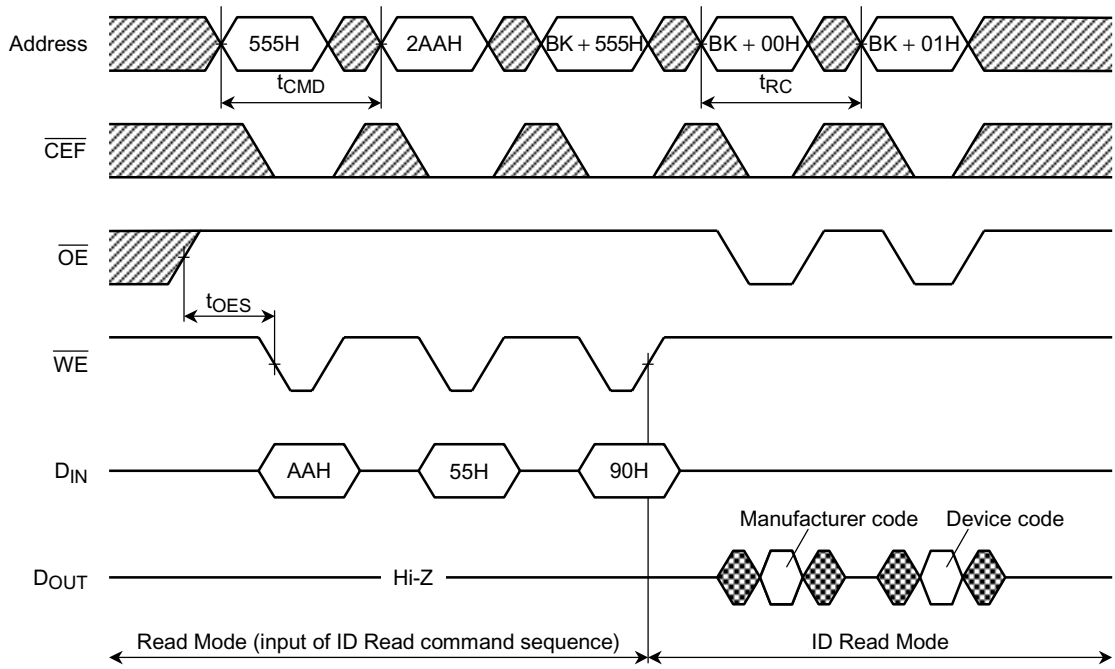 Address 555H 2AAH BK + 555H BK + 00H BK + 01H
tCMD tRC
CEF
OE
tOES
WE
DIN AAH 55H 90H
Manufacturer code Device code
DOUT Hi-Z
Read Mode (input of ID Read command sequence) ID Read Mode